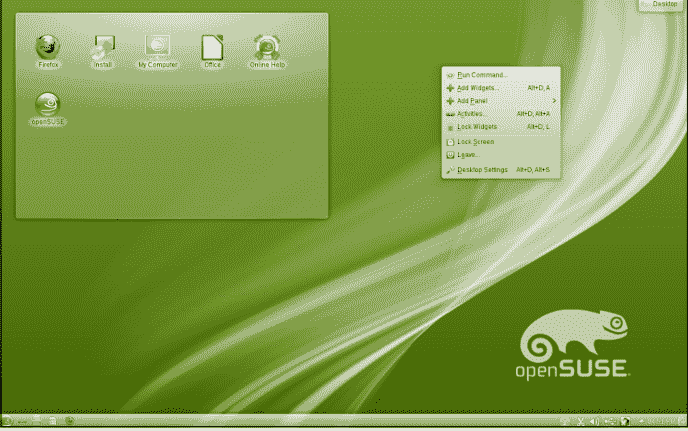 Desktop
Firefox
Install
My Computer
Office
Online Help
openSUSE
Run Command...
Add Widgets... Alt+D, A
Add Panel
Activities... Alt+D, Alt+A
Lock Widgets Alt+D, L
Lock Screen
Leave...
Desktop Settings Alt+D, Alt+S
openSUSE